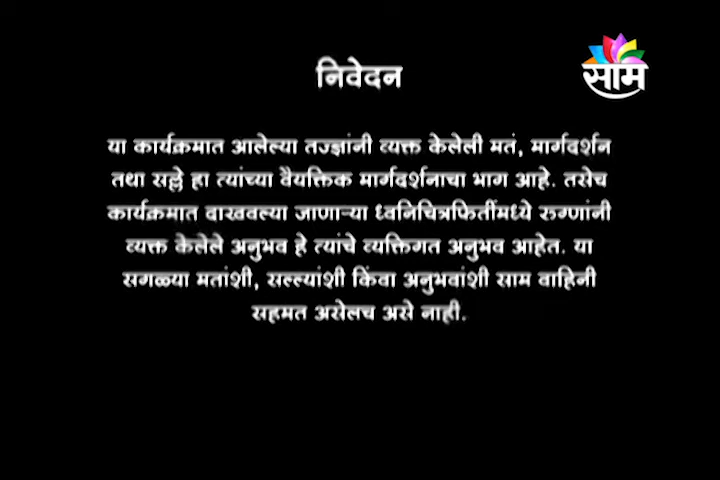 साम
निवेदन
या कार्यक्रमात आलेल्या तज्ज्ञांनी व्यक्त केलेली मतं, मार्गदर्शन
तथा सल्ले हा त्यांच्या वैयक्तिक मार्गदर्शनाचा भाग आहे. तसेच
कार्यक्रमात दाखवल्या जाणाऱ्या ध्वनिचित्रफितींमध्ये रुग्णांनी
व्यक्त केलेले अनुभव हे त्यांचे व्यक्तिगत अनुभव आहेत. या
सगळ्या मतांशी, सल्ल्यांशी किंवा अनुभवांशी साम वाहिनी
सहमत असेलच असे नाही.